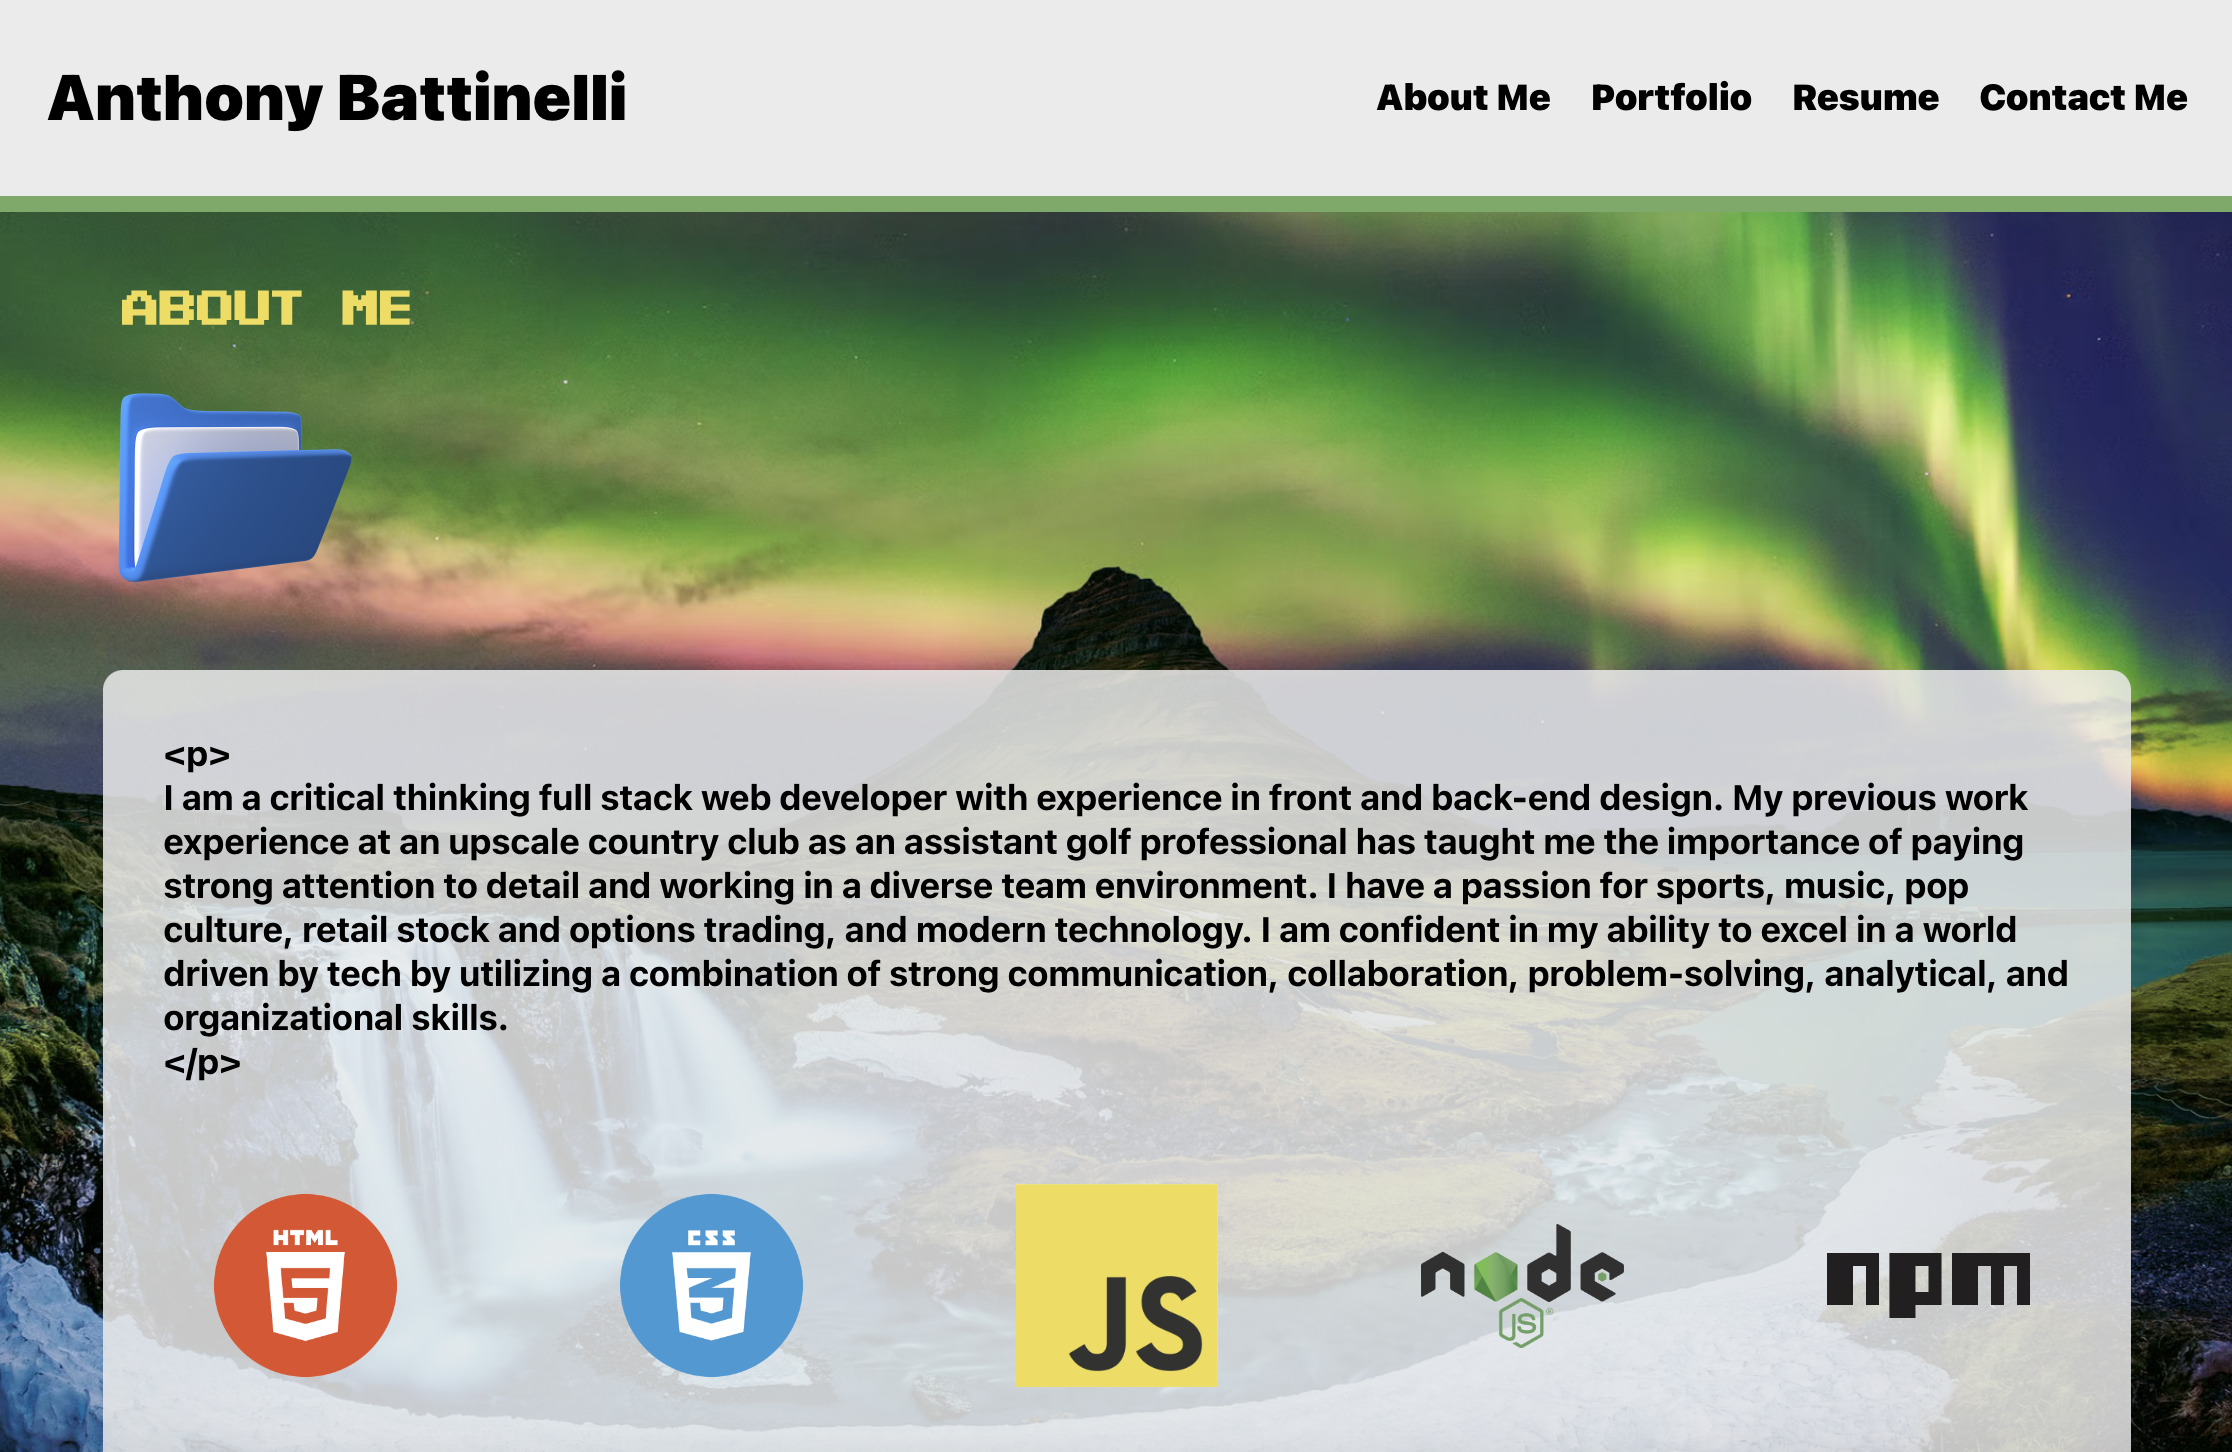 Anthony Battinelli
About Me Portfolio Resume Contact Me
ABOUT ME
<p>
I am a critical thinking full stack web developer with experience in front and back-end design. My previous work
experience at an upscale country club as an assistant golf professional has taught me the importance of paying
strong attention to detail and working in a diverse team environment. I have a passion for sports, music, pop
culture, retail stock and options trading, and modern technology. I am confident in my ability to excel in a world
driven by tech by utilizing a combination of strong communication, collaboration, problem-solving, analytical, and
organizational skills.
</p>
HTML
5
CSS
3
JS
node
JS®
npm